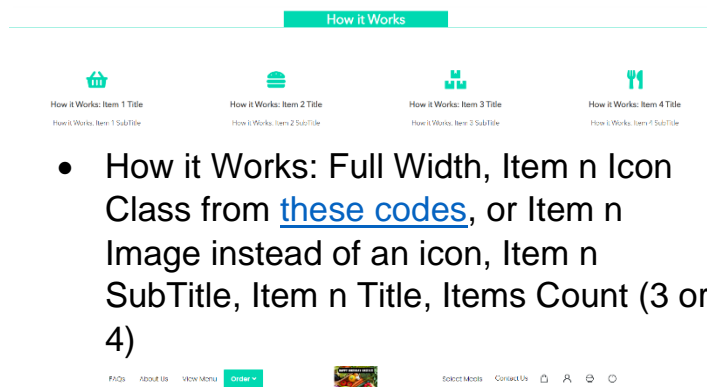 How it Works
How it Works: Item 1 Title How it Works: Item 2 Title How it Works: Item 3 Title How it Works: Item 4 Title
How it Works. Item 1 SubTitle How it Works. Item 2 SubTitle How it Works. Item 3 SubTitle How it Works. Item 4 SubTitle
• How it Works: Full Width, Item n Icon
Class from these codes, or Item n
Image instead of an icon, Item n
SubTitle, Item n Title, Items Count (3 or
4)
FAQs About Us View Menu Order Select Meals Contact Us